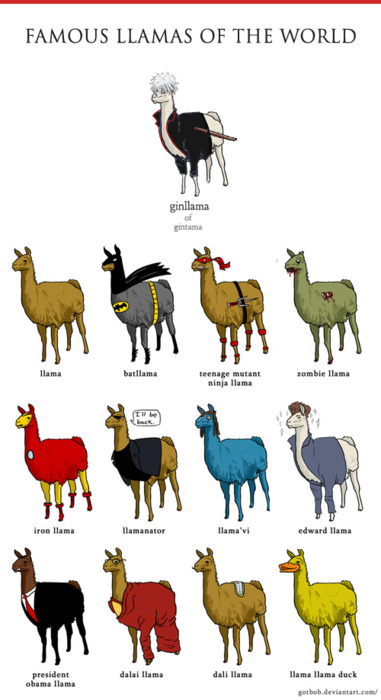 FAMOUS LLAMAS OF THE WORLD
ginllama
of
gintama
llama
batllama
teenage mutant
ninja llama
zombie llama
I'll be
back.
iron llama
llamanator
llama'vi
edward llama
president
obama llama
dalai llama
dali llama
llama llama duck
gotbob.deviantart.com/